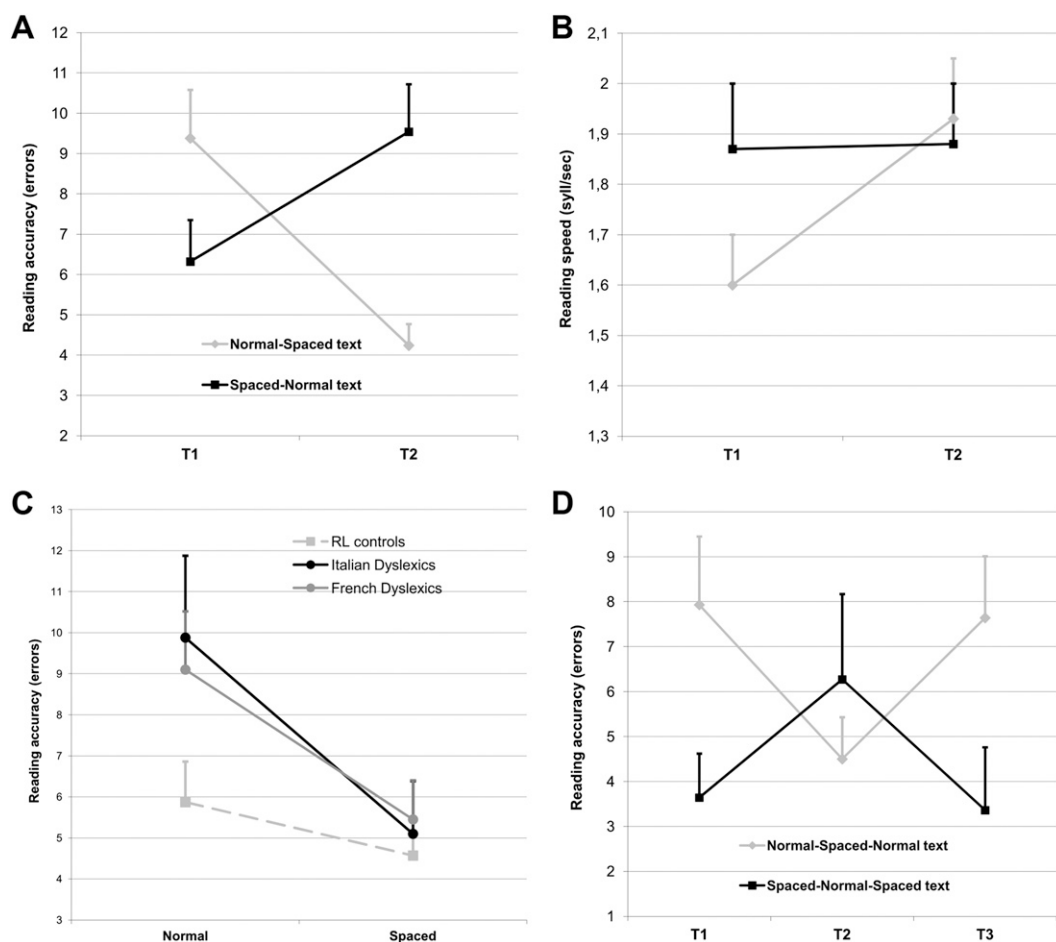 A
12
11
10
9
8
7
6
5
4
3
2
Reading accuracy (errors)
Normal-Spaced text
Spaced-Normal text
T1 T2
B
2,1
2
1,9
1,8
1,7
1,6
1,5
1,4
1,3
Reading speed (syll/sec)
T1 T2
C
13
12
11
10
9
8
7
6
5
4
3
Reading accuracy (errors)
RL controls
Italian Dyslexics
French Dyslexics
Normal Spaced
D
10
9
8
7
6
5
4
3
2
1
Reading accuracy (errors)
Normal-Spaced-Normal text
Spaced-Normal-Spaced text
T1 T2 T3